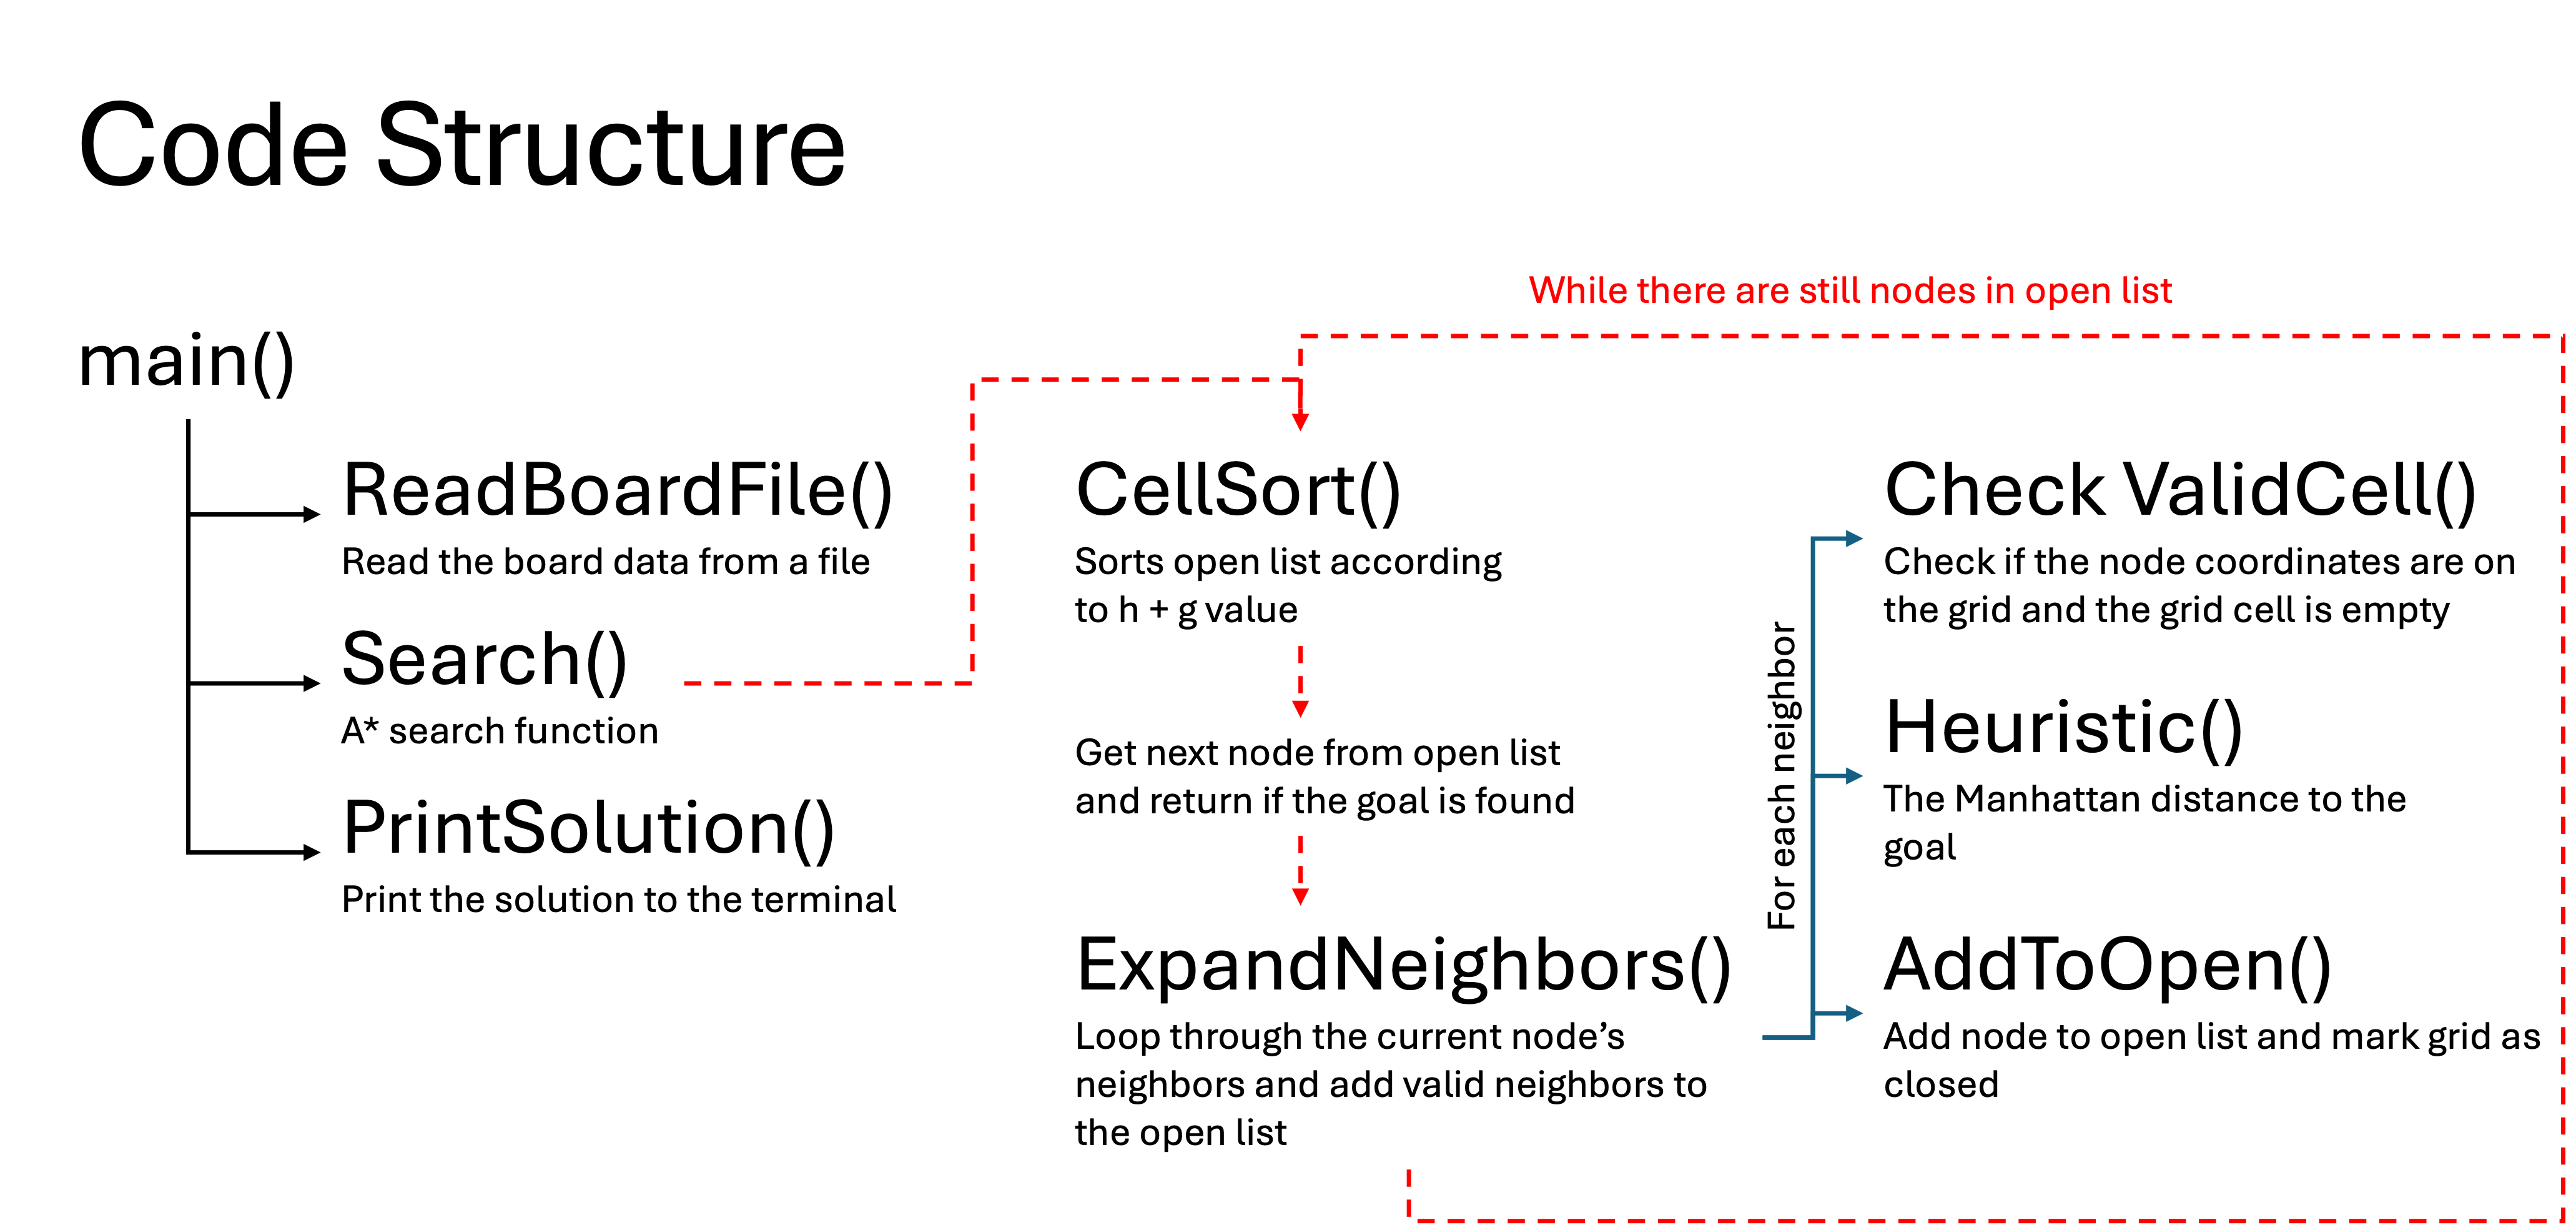 Code Structure
While there are still nodes in open list
main()
ReadBoardFile()
Read the board data from a file
Search()
A* search function
PrintSolution()
Print the solution to the terminal
CellSort()
Sorts open list according
to h + g value
Get next node from open list
and return if the goal is found
ExpandNeighbors()
Loop through the current node’s
neighbors and add valid neighbors to
the open list
For each neighbor
Check ValidCell()
Check if the node coordinates are on
the grid and the grid cell is empty
Heuristic()
The Manhattan distance to the
goal
AddToOpen()
Add node to open list and mark grid as
closed